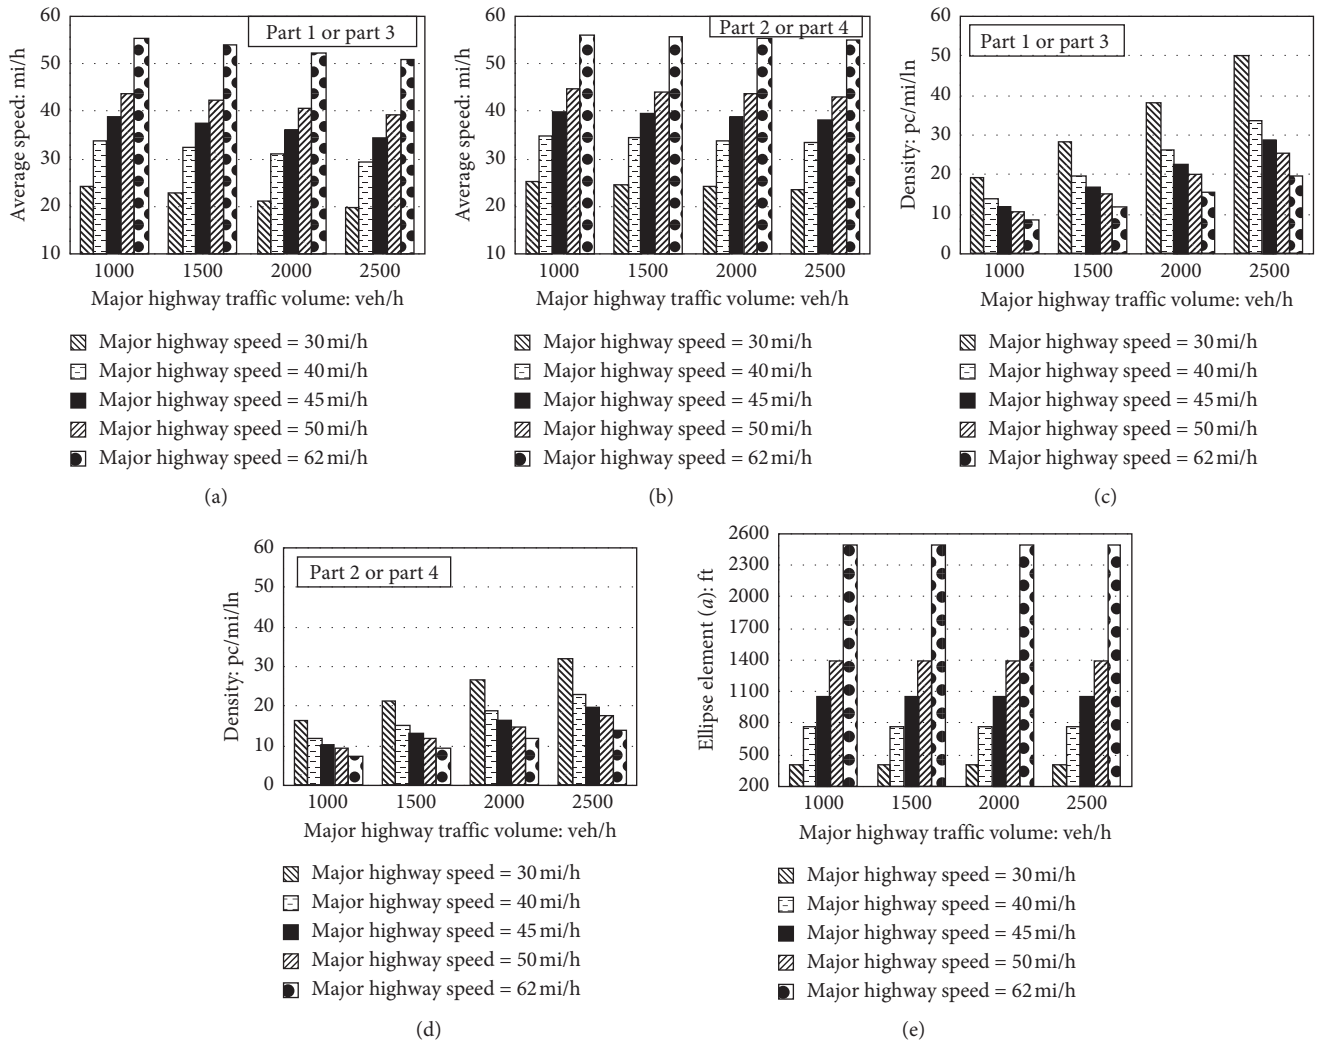 Average speed: mi/h
60
50
40
30
20
10
Part 1 or part 3
1000 1500 2000 2500
Major highway traffic volume: veh/h
Major highway speed = 30 mi/h
Major highway speed = 40 mi/h
Major highway speed = 45 mi/h
Major highway speed = 50 mi/h
Major highway speed = 62 mi/h
(a)
Average speed: mi/h
60
50
40
30
20
10
Part 2 or part 4
1000 1500 2000 2500
Major highway traffic volume: veh/h
Major highway speed = 30 mi/h
Major highway speed = 40 mi/h
Major highway speed = 45 mi/h
Major highway speed = 50 mi/h
Major highway speed = 62 mi/h
(b)
Density: pc/mi/ln
60
50
40
30
20
10
0
Part 1 or part 3
1000 1500 2000 2500
Major highway traffic volume: veh/h
Major highway speed = 30 mi/h
Major highway speed = 40 mi/h
Major highway speed = 45 mi/h
Major highway speed = 50 mi/h
Major highway speed = 62 mi/h
(c)
Density: pc/mi/ln
60
50
40
30
20
10
0
Part 2 or part 4
1000 1500 2000 2500
Major highway traffic volume: veh/h
Major highway speed = 30 mi/h
Major highway speed = 40 mi/h
Major highway speed = 45 mi/h
Major highway speed = 50 mi/h
Major highway speed = 62 mi/h
(d)
Ellipse element (a): ft
2600
2300
2000
1700
1400
1100
800
500
200
1000 1500 2000 2500
Major highway traffic volume: veh/h
Major highway speed = 30 mi/h
Major highway speed = 40 mi/h
Major highway speed = 45 mi/h
Major highway speed = 50 mi/h
Major highway speed = 62 mi/h
(e)